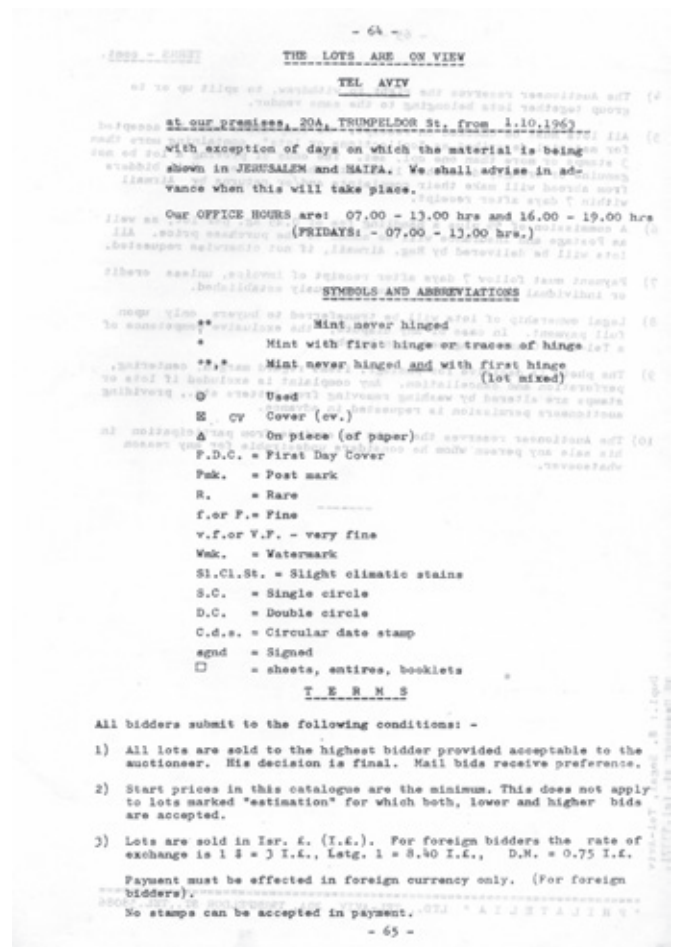 - 64 -
THE LOTS ARE ON VIEW
TEL AVIV
at our premises, 20A, TRUMPELDOR St. from 1.10.1963
with exception of days on which the material is being
shown in JERUSALEM and HAIFA. We shall advise in ad-
vance when this will take place.
Our OFFICE HOURS are: 07.00 - 13.00 hrs and 16.00 - 19.00 hrs
(FRIDAYS: - 07.00 - 13.00 hrs.)
SYMBOLS AND ABBREVIATIONS
** Mint never hinged
* Mint with first hinge or traces of hinge
**,* Mint never hinged and with first hinge
(lot mixed)
⊙ Used
⊠ CV Cover (cv.)
Δ On piece (of paper)
F.D.C. = First Day Cover
Pmk. = Post mark
R. = Rare
f.or F.= Fine
v.f.or V.F. - very fine
Wmk. = Watermark
Sl.Cl.St. = Slight climatic stains
S.C. = Single circle
D.C. = Double circle
C.d.s. = Circular date stamp
sgnd = Signed
□ = sheets, entires, booklets
T E R M S
All bidders submit to the following conditions: -
1) All lots are sold to the highest bidder provided acceptable to the
auctioneer. His decision is final. Mail bids receive preference.
2) Start prices in this catalogue are the minimum. This does not apply
to lots marked "estimation" for which both, lower and higher bids
are accepted.
3) Lots are sold in Isr. £. (I.£.). For foreign bidders the rate of
exchange is 1 $ = 3 I.£., £stg. 1 = 8.40 I.£., D.M. = 0.75 I.£.
Payment must be effected in foreign currency only. (For foreign
bidders).
No stamps can be accepted in payment.
- 65 -